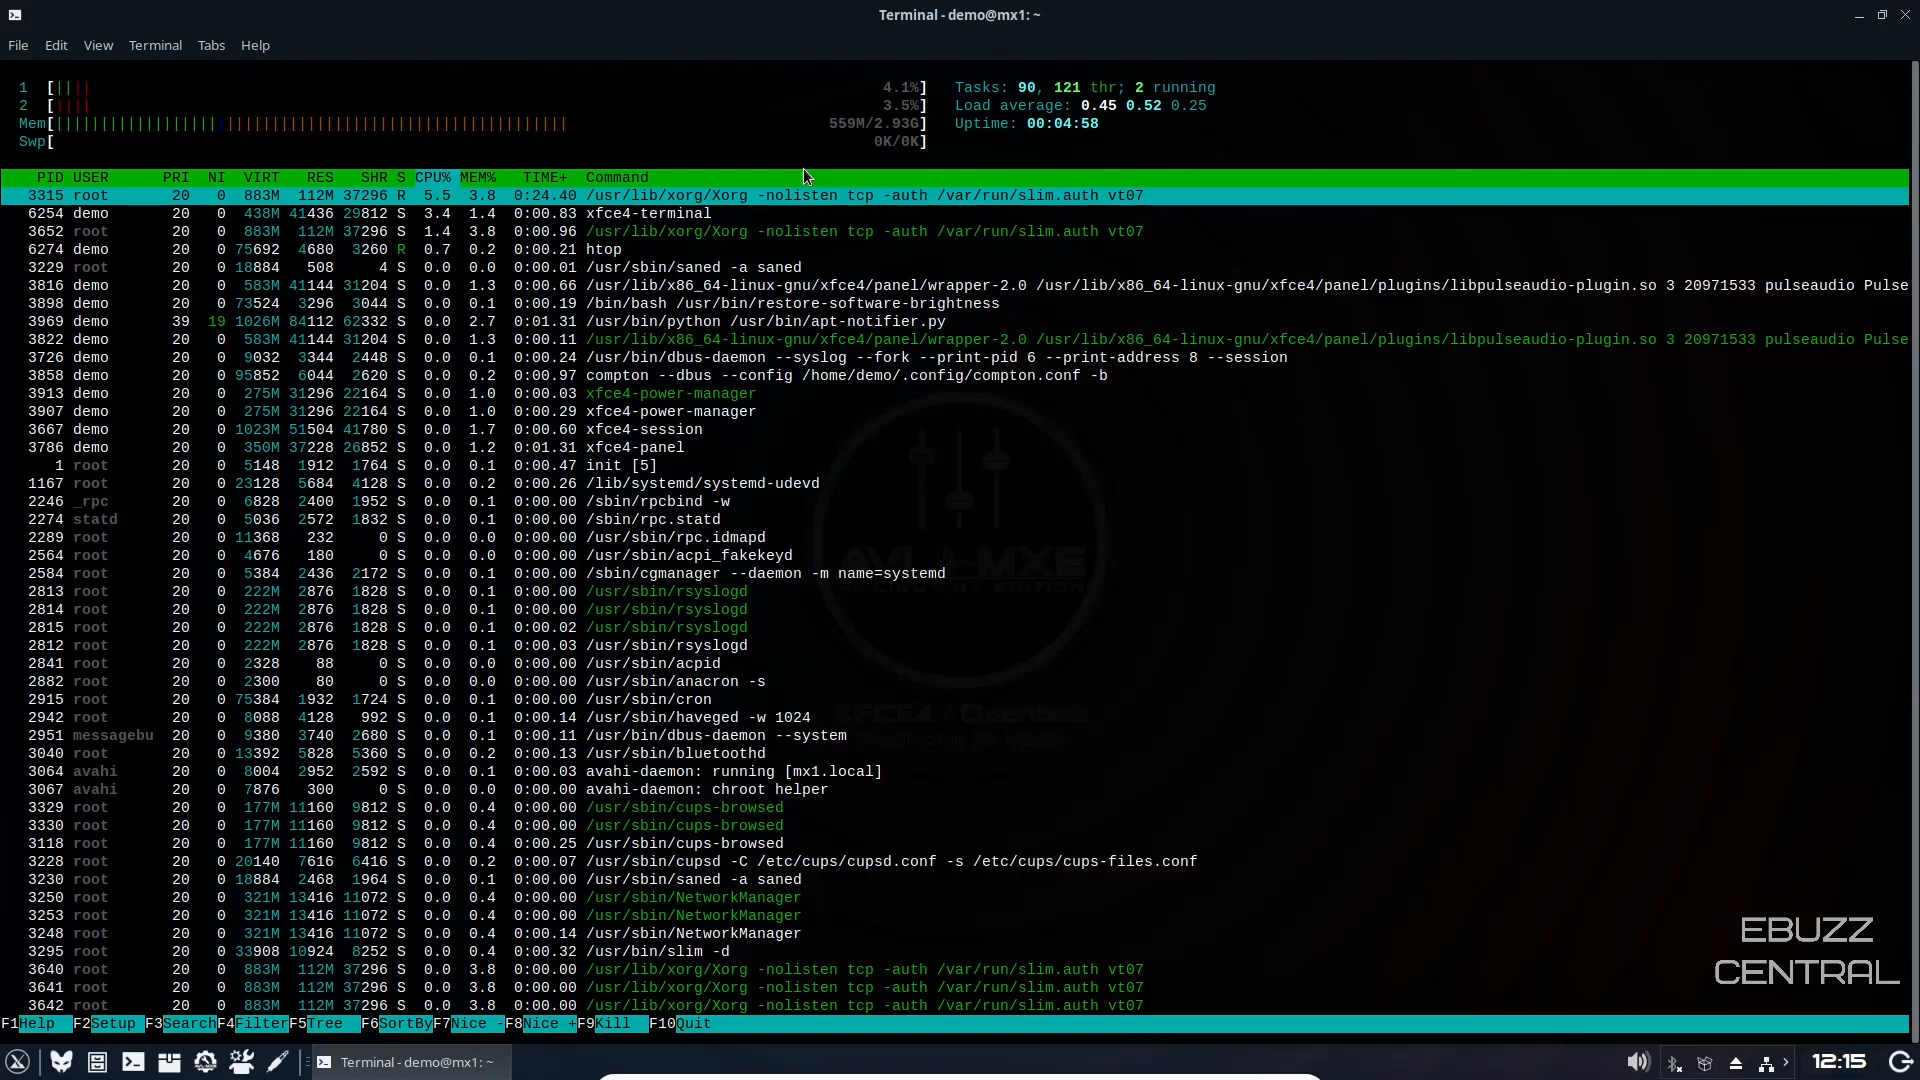 Terminal - demo@mx1: ~
File Edit View Terminal Tabs Help
1 [|||| 4.1%] Tasks: 90, 121 thr; 2 running
2 [|||| 3.5%] Load average: 0.45 0.52 0.25
Mem[||||||||||||||||||||||||||||||||||||||||||||||||||||||||| 559M/2.93G] Uptime: 00:04:58
Swp[ 0K/0K]
PID USER PRI NI VIRT RES SHR S CPU% MEM% TIME+ Command
3315 root 20 0 883M 112M 37296 R 5.5 3.8 0:24.40 /usr/lib/xorg/Xorg -nolisten tcp -auth /var/run/slim.auth vt07
6254 demo 20 0 438M 41436 29812 S 3.4 1.4 0:00.83 xfce4-terminal
3652 root 20 0 883M 112M 37296 S 1.4 3.8 0:00.96 /usr/lib/xorg/Xorg -nolisten tcp -auth /var/run/slim.auth vt07
6274 demo 20 0 75692 4680 3260 R 0.7 0.2 0:00.21 htop
3229 root 20 0 18884 508 4 S 0.0 0.0 0:00.01 /usr/sbin/saned -a saned
3816 demo 20 0 583M 41144 31204 S 0.0 1.3 0:00.66 /usr/lib/x86_64-linux-gnu/xfce4/panel/wrapper-2.0 /usr/lib/x86_64-linux-gnu/xfce4/panel/plugins/libpulseaudio-plugin.so 3 20971533 pulseaudio Pulse
3898 demo 20 0 73524 3296 3044 S 0.0 0.1 0:00.19 /bin/bash /usr/bin/restore-software-brightness
3969 demo 39 19 1026M 84112 62332 S 0.0 2.7 0:01.31 /usr/bin/python /usr/bin/apt-notifier.py
3822 demo 20 0 583M 41144 31204 S 0.0 1.3 0:00.11 /usr/lib/x86_64-linux-gnu/xfce4/panel/wrapper-2.0 /usr/lib/x86_64-linux-gnu/xfce4/panel/plugins/libpulseaudio-plugin.so 3 20971533 pulseaudio Pulse
3726 demo 20 0 9032 3344 2448 S 0.0 0.1 0:00.24 /usr/bin/dbus-daemon --syslog --fork --print-pid 6 --print-address 8 --session
3858 demo 20 0 95852 6044 2620 S 0.0 0.2 0:00.97 compton --dbus --config /home/demo/.config/compton.conf -b
3913 demo 20 0 275M 31296 22164 S 0.0 1.0 0:00.03 xfce4-power-manager
3907 demo 20 0 275M 31296 22164 S 0.0 1.0 0:00.29 xfce4-power-manager
3667 demo 20 0 1023M 51504 41780 S 0.0 1.7 0:00.60 xfce4-session
3786 demo 20 0 350M 37228 26852 S 0.0 1.2 0:01.31 xfce4-panel
1 root 20 0 5148 1912 1764 S 0.0 0.1 0:00.47 init [5]
1167 root 20 0 23128 5684 4128 S 0.0 0.2 0:00.26 /lib/systemd/systemd-udevd
2246 _rpc 20 0 6828 2400 1952 S 0.0 0.1 0:00.00 /sbin/rpcbind -w
2274 statd 20 0 5036 2572 1832 S 0.0 0.1 0:00.00 /sbin/rpc.statd
2289 root 20 0 11368 232 0 S 0.0 0.0 0:00.00 /usr/sbin/rpc.idmapd
2564 root 20 0 4676 180 0 S 0.0 0.0 0:00.00 /usr/sbin/acpi_fakekeyd
2584 root 20 0 5384 2436 2172 S 0.0 0.1 0:00.00 /sbin/cgmanager --daemon -m name=systemd
2813 root 20 0 222M 2876 1828 S 0.0 0.1 0:00.00 /usr/sbin/rsyslogd
2814 root 20 0 222M 2876 1828 S 0.0 0.1 0:00.00 /usr/sbin/rsyslogd
2815 root 20 0 222M 2876 1828 S 0.0 0.1 0:00.02 /usr/sbin/rsyslogd
2812 root 20 0 222M 2876 1828 S 0.0 0.1 0:00.03 /usr/sbin/rsyslogd
2841 root 20 0 2328 88 0 S 0.0 0.0 0:00.00 /usr/sbin/acpid
2882 root 20 0 2300 80 0 S 0.0 0.0 0:00.00 /usr/sbin/anacron -s
2915 root 20 0 75384 1932 1724 S 0.0 0.1 0:00.00 /usr/sbin/cron
2942 root 20 0 8088 4128 992 S 0.0 0.1 0:00.14 /usr/sbin/haveged -w 1024
2951 messagebu 20 0 9380 3740 2680 S 0.0 0.1 0:00.11 /usr/bin/dbus-daemon --system
3040 root 20 0 13392 5828 5360 S 0.0 0.2 0:00.13 /usr/sbin/bluetoothd
3064 avahi 20 0 8004 2952 2592 S 0.0 0.1 0:00.03 avahi-daemon: running [mx1.local]
3067 avahi 20 0 7876 300 0 S 0.0 0.0 0:00.00 avahi-daemon: chroot helper
3329 root 20 0 177M 11160 9812 S 0.0 0.4 0:00.00 /usr/sbin/cups-browsed
3330 root 20 0 177M 11160 9812 S 0.0 0.4 0:00.00 /usr/sbin/cups-browsed
3118 root 20 0 177M 11160 9812 S 0.0 0.4 0:00.25 /usr/sbin/cups-browsed
3228 root 20 0 20140 7616 6416 S 0.0 0.2 0:00.07 /usr/sbin/cupsd -C /etc/cups/cupsd.conf -s /etc/cups/cups-files.conf
3230 root 20 0 18884 2468 1964 S 0.0 0.1 0:00.00 /usr/sbin/saned -a saned
3250 root 20 0 321M 13416 11072 S 0.0 0.4 0:00.00 /usr/sbin/NetworkManager
3253 root 20 0 321M 13416 11072 S 0.0 0.4 0:00.00 /usr/sbin/NetworkManager
3248 root 20 0 321M 13416 11072 S 0.0 0.4 0:00.14 /usr/sbin/NetworkManager
3295 root 20 0 33908 10924 8252 S 0.0 0.4 0:00.32 /usr/bin/slim -d
3640 root 20 0 883M 112M 37296 S 0.0 3.8 0:00.00 /usr/lib/xorg/Xorg -nolisten tcp -auth /var/run/slim.auth vt07
3641 root 20 0 883M 112M 37296 S 0.0 3.8 0:00.00 /usr/lib/xorg/Xorg -nolisten tcp -auth /var/run/slim.auth vt07
3642 root 20 0 883M 112M 37296 S 0.0 3.8 0:00.00 /usr/lib/xorg/Xorg -nolisten tcp -auth /var/run/slim.auth vt07
F1Help F2Setup F3SearchF4FilterF5Tree F6SortByF7Nice -F8Nice +F9Kill F10Quit
EBUZZ
CENTRAL
Terminal - demo@mx1: ~
12:15